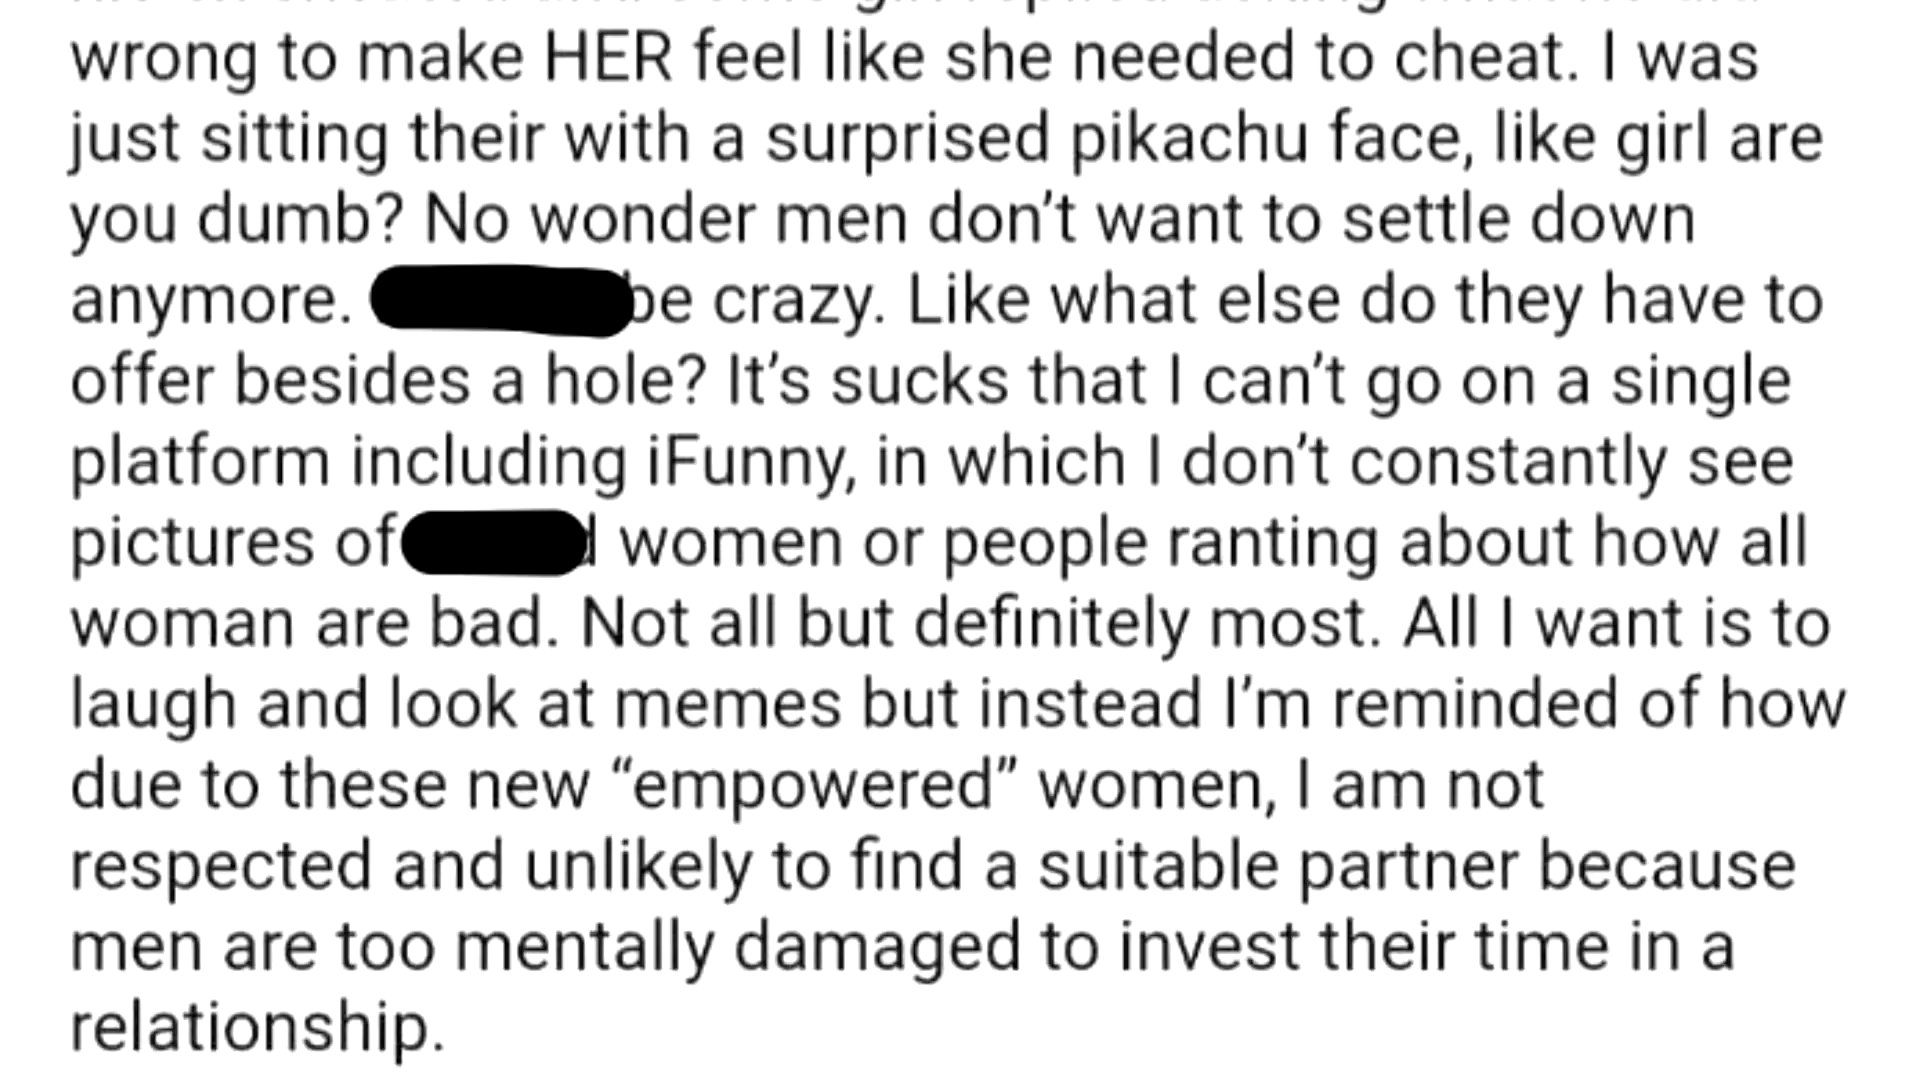 wrong to make HER feel like she needed to cheat. I was
just sitting their with a surprised pikachu face, like girl are
you dumb? No wonder men don't want to settle down
anymore. be crazy. Like what else do they have to
offer besides a hole? It's sucks that I can't go on a single
platform including iFunny, in which I don't constantly see
pictures of women or people ranting about how all
woman are bad. Not all but definitely most. All I want is to
laugh and look at memes but instead I'm reminded of how
due to these new “empowered” women, I am not
respected and unlikely to find a suitable partner because
men are too mentally damaged to invest their time in a
relationship.